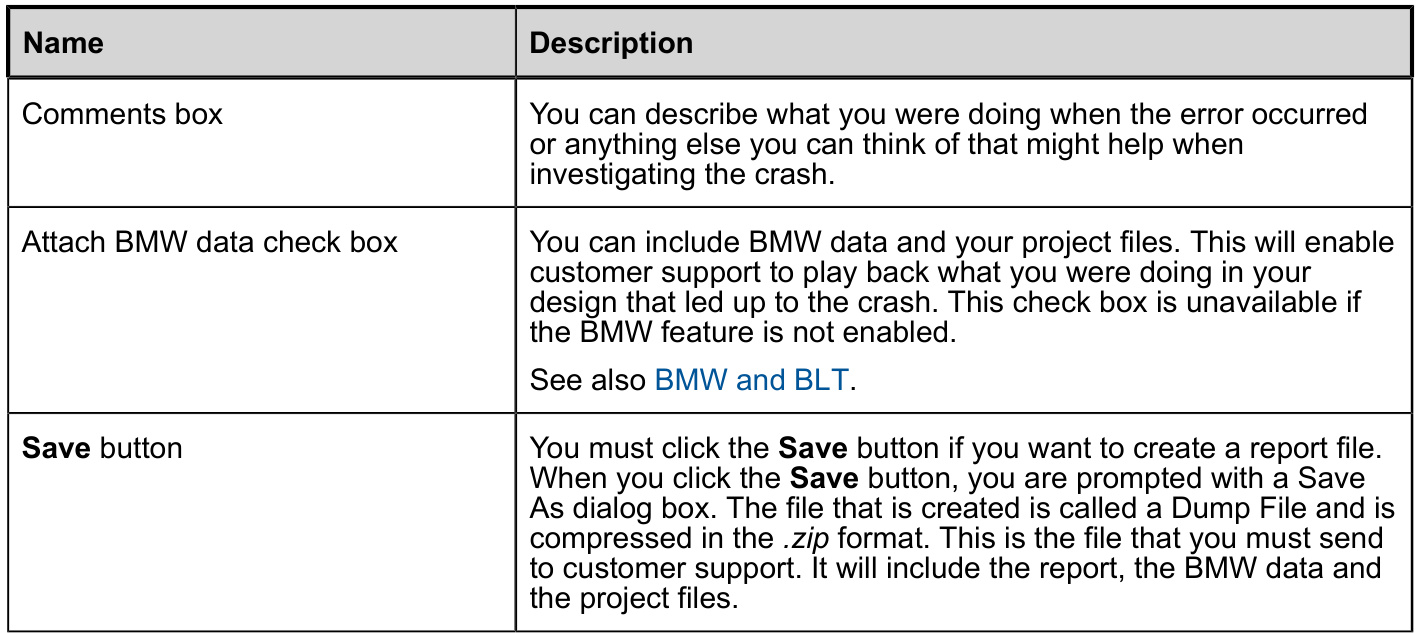 Name
Description
Comments box
You can describe what you were doing when the error occurred
or anything else you can think of that might help when
investigating the crash.
Attach BMW data check box
You can include BMW data and your project files. This will enable
customer support to play back what you were doing in your
design that led up to the crash. This check box is unavailable if
the BMW feature is not enabled.
See also BMW and BLT.
Save button
You must click the Save button if you want to create a report file.
When you click the Save button, you are prompted with a Save
As dialog box. The file that is created is called a Dump File and is
compressed in the .zip format. This is the file that you must send
to customer support. It will include the report, the BMW data and
the project files.